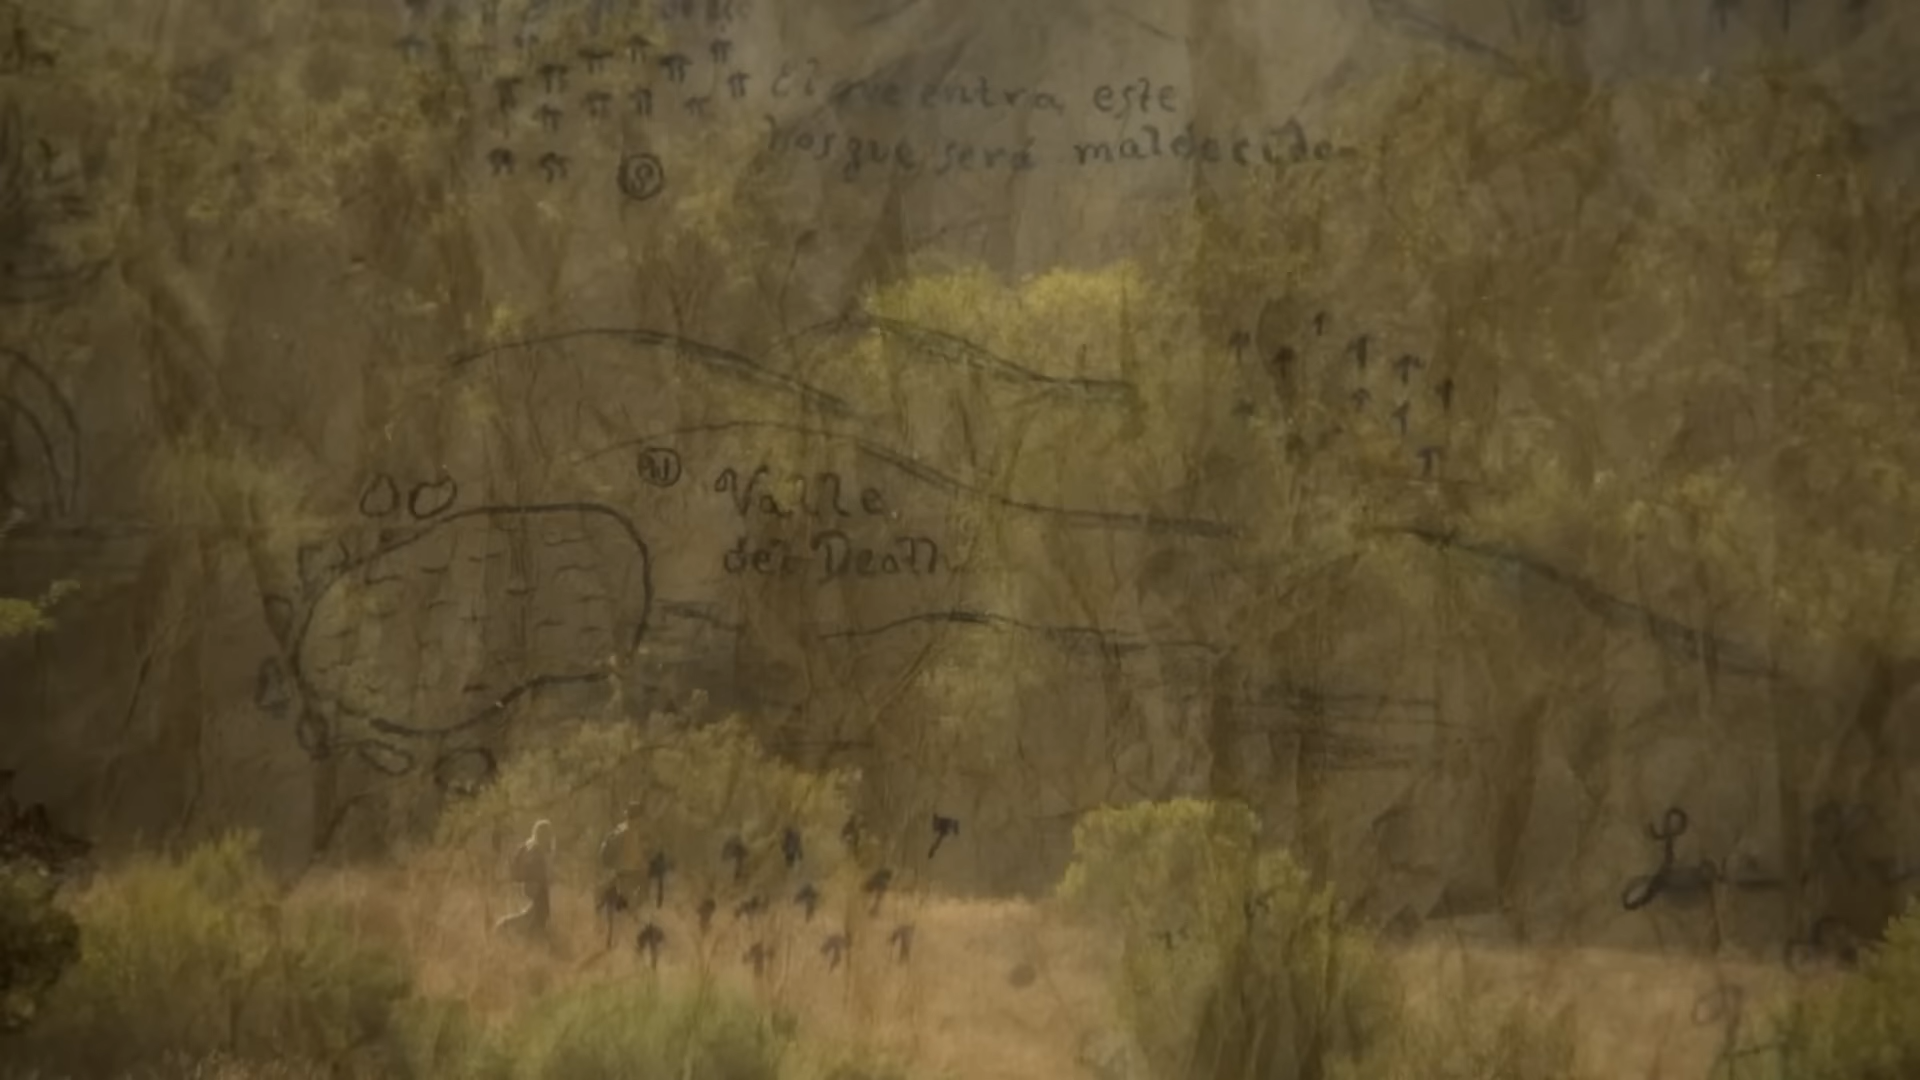 El que entra este
bosque será maldecido
Valle
del Death